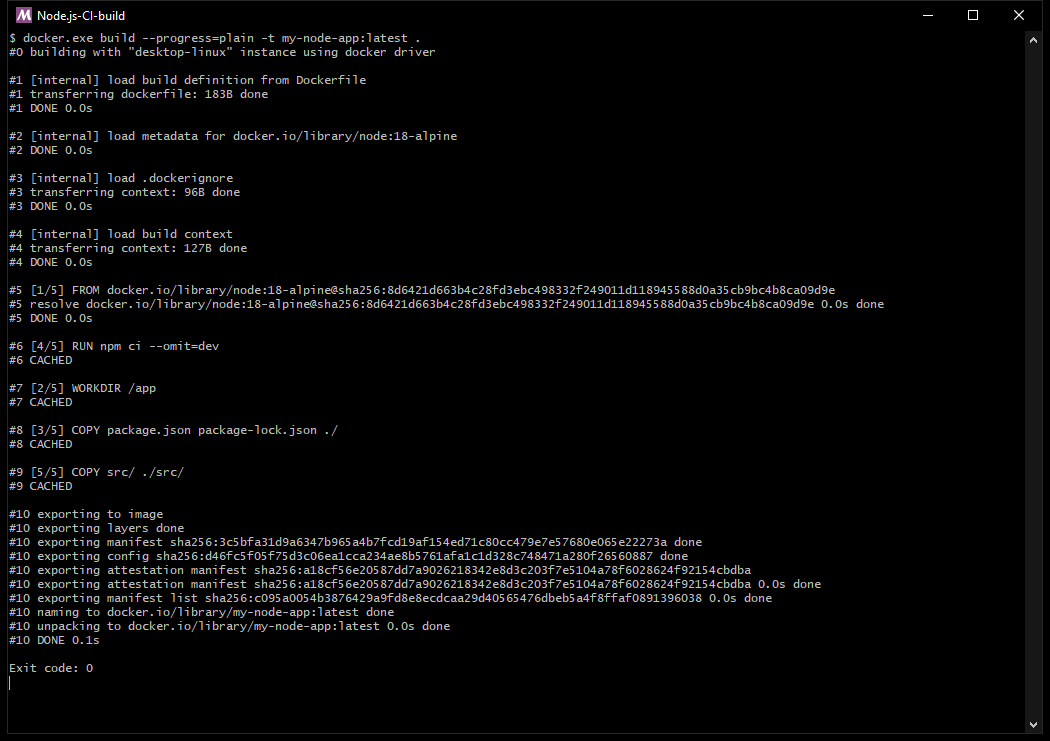 Node.js-CI-build
$ docker.exe build --progress=plain -t my-node-app:latest .
#0 building with "desktop-linux" instance using docker driver
#1 [internal] load build definition from Dockerfile
#1 transferring dockerfile: 183B done
#1 DONE 0.0s
#2 [internal] load metadata for docker.io/library/node:18-alpine
#2 DONE 0.0s
#3 [internal] load .dockerignore
#3 transferring context: 96B done
#3 DONE 0.0s
#4 [internal] load build context
#4 transferring context: 127B done
#4 DONE 0.0s
#5 [1/5] FROM docker.io/library/node:18-alpine@sha256:8d6421d663b4c28fd3ebc498332f249011d118945588d0a35cb9bc4b8ca09d9e
#5 resolve docker.io/library/node:18-alpine@sha256:8d6421d663b4c28fd3ebc498332f249011d118945588d0a35cb9bc4b8ca09d9e 0.0s done
#5 DONE 0.0s
#6 [4/5] RUN npm ci --omit=dev
#6 CACHED
#7 [2/5] WORKDIR /app
#7 CACHED
#8 [3/5] COPY package.json package-lock.json ./
#8 CACHED
#9 [5/5] COPY src/ ./src/
#9 CACHED
#10 exporting to image
#10 exporting layers done
#10 exporting manifest sha256:3c5bfa31d9a6347b965a4b7fcd19af154ed71c80cc479e7e57680e065e22273a done
#10 exporting config sha256:d46fc5f05f75d3c06ea1cca234ae8b5761afa1c1d328c748471a280f26560887 done
#10 exporting attestation manifest sha256:a18cf56e20587dd7a9026218342e8d3c203f7e5104a78f6028624f92154cbdba
#10 exporting attestation manifest sha256:a18cf56e20587dd7a9026218342e8d3c203f7e5104a78f6028624f92154cbdba 0.0s done
#10 exporting manifest list sha256:c095a0054b3876429a9fd8e8ecdcaa29d40565476dbeb5a4f8ffaf0891396038 0.0s done
#10 naming to docker.io/library/my-node-app:latest done
#10 unpacking to docker.io/library/my-node-app:latest 0.0s done
#10 DONE 0.1s
Exit code: 0